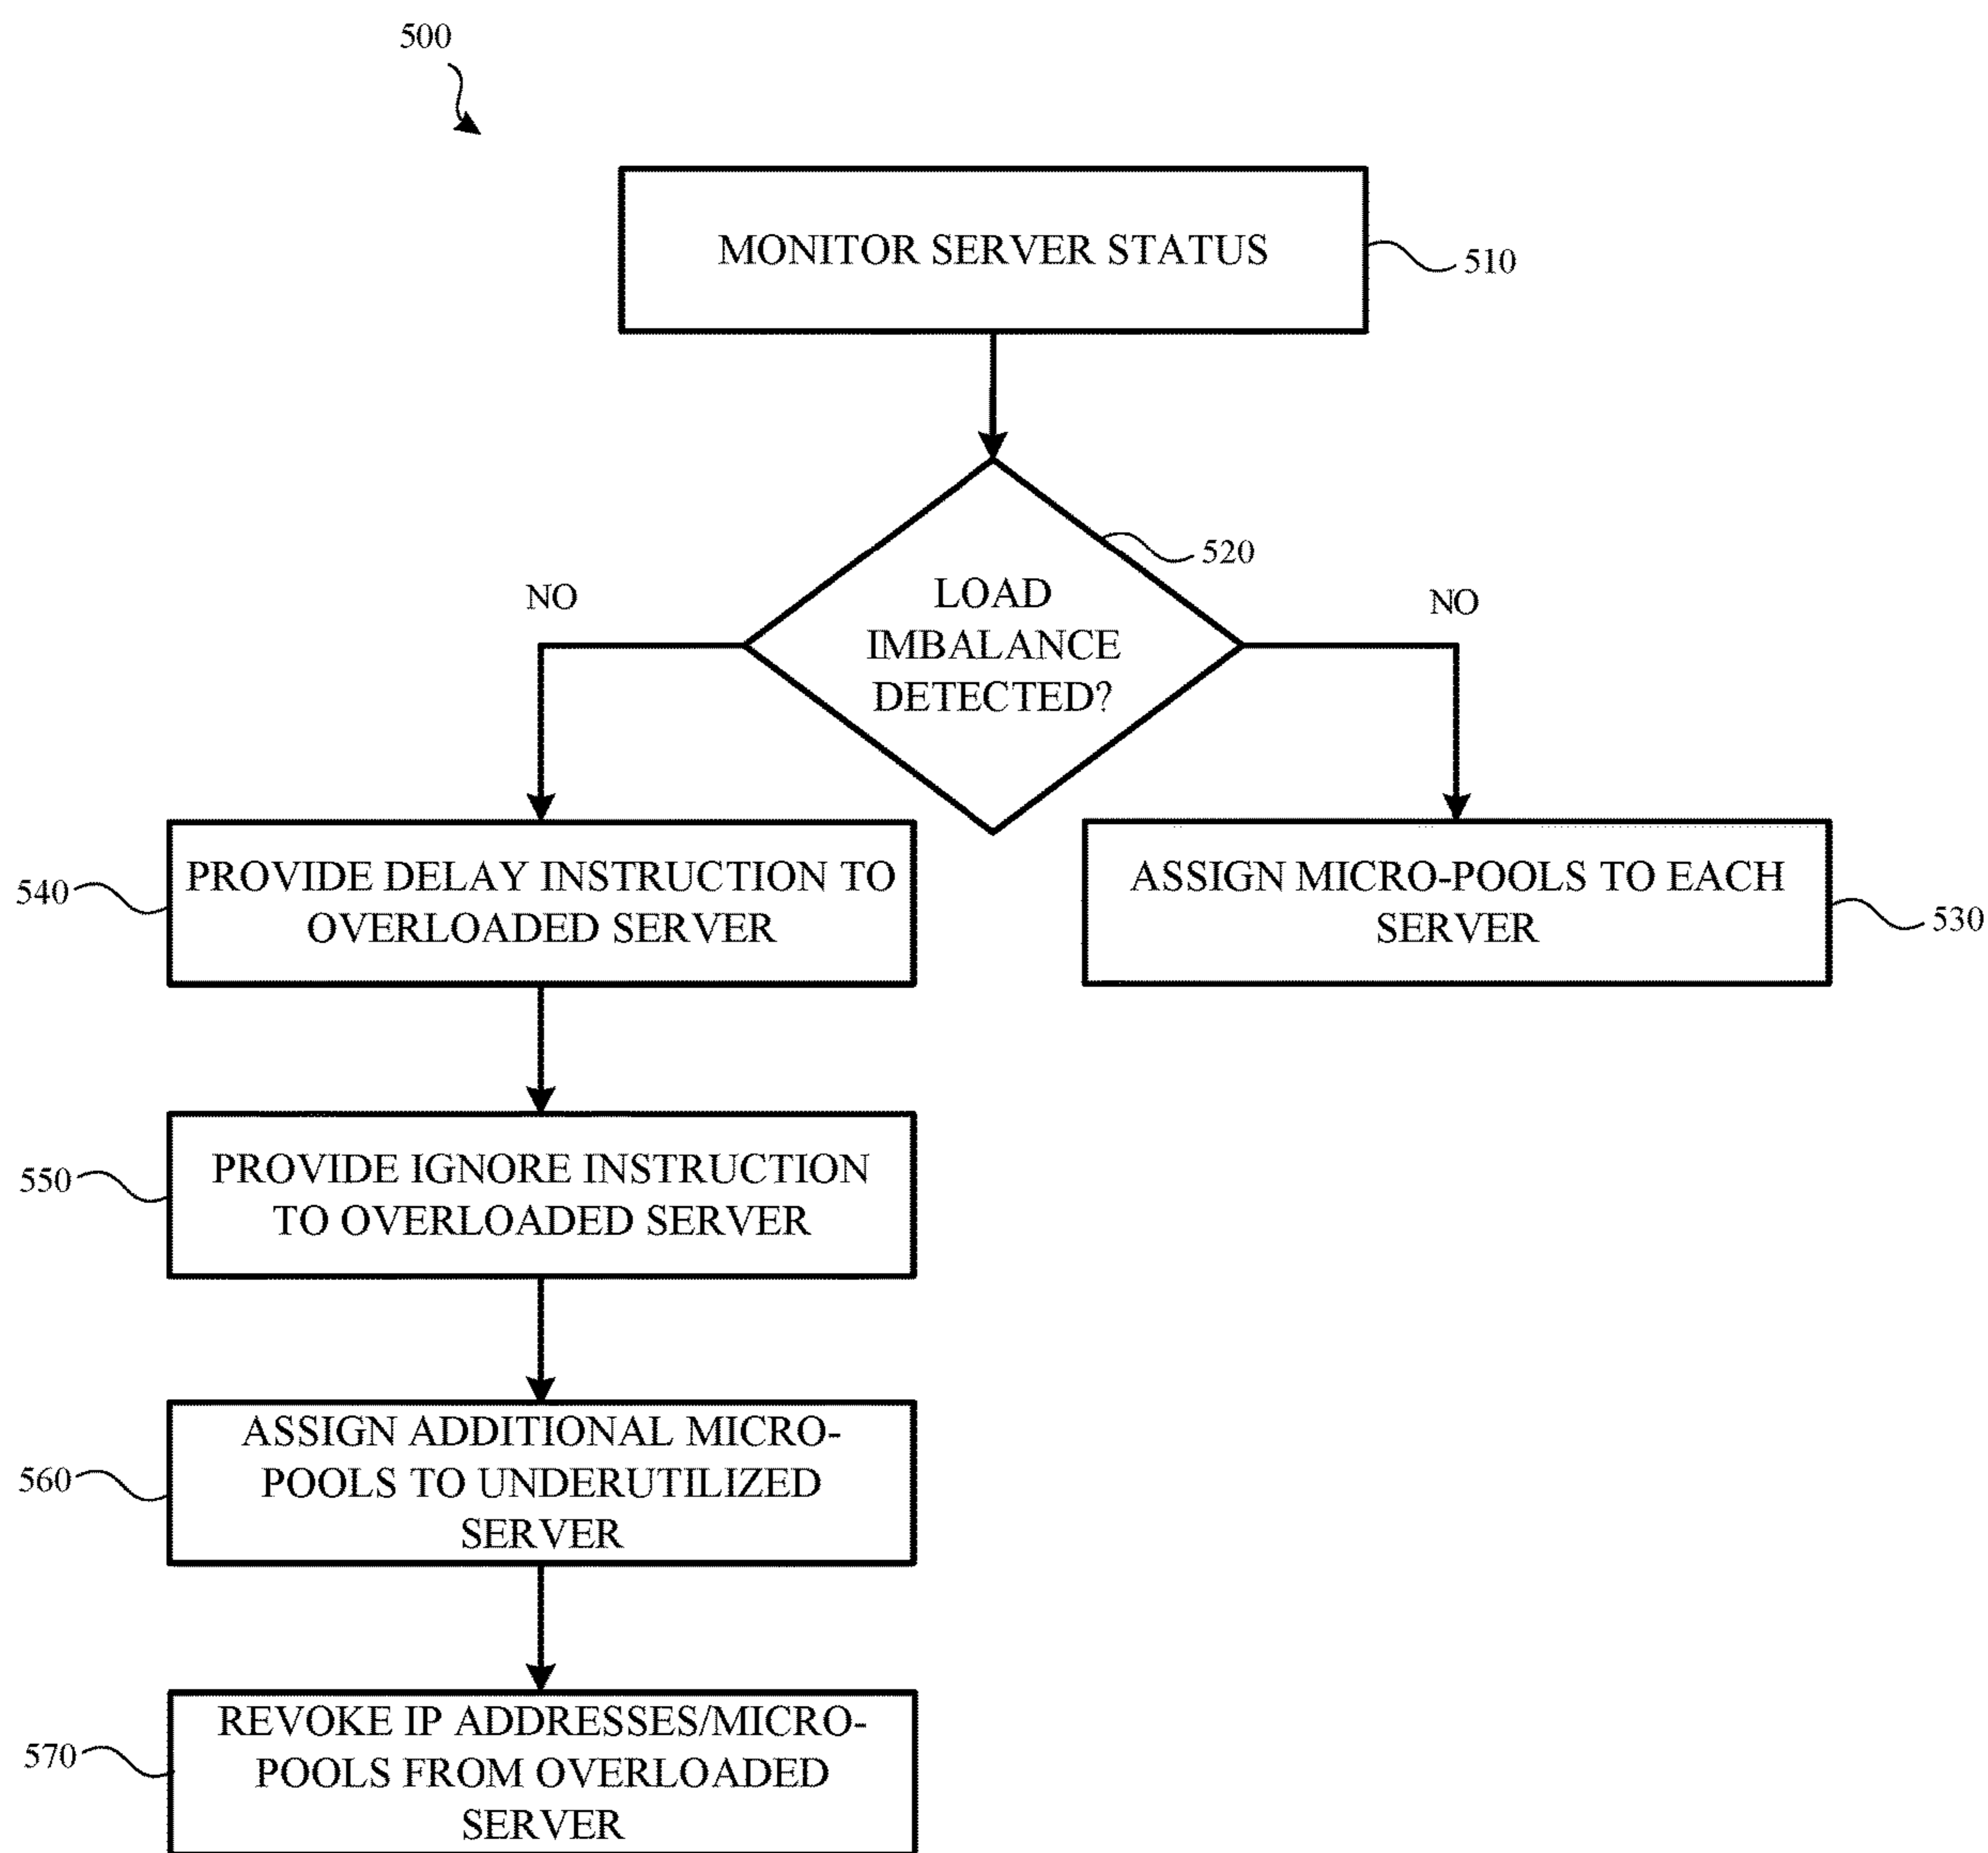 500
MONITOR SERVER STATUS
510
520
LOAD
IMBALANCE
DETECTED?
NO
NO
PROVIDE DELAY INSTRUCTION TO
OVERLOADED SERVER
540
ASSIGN MICRO-POOLS TO EACH
SERVER
530
PROVIDE IGNORE INSTRUCTION
TO OVERLOADED SERVER
550
ASSIGN ADDITIONAL MICRO-
POOLS TO UNDERUTILIZED
SERVER
560
REVOKE IP ADDRESSES/MICRO-
POOLS FROM OVERLOADED
SERVER
570